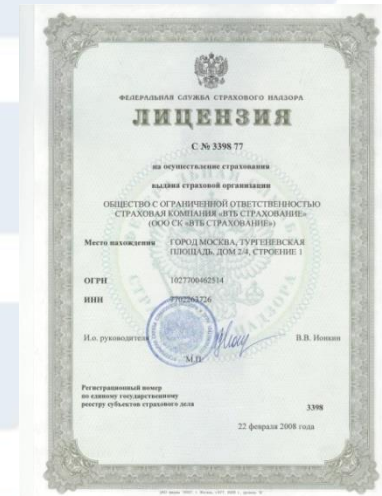 ФЕДЕРАЛЬНАЯ СЛУЖБА СТРАХОВОГО НАДЗОРА
ЛИЦЕНЗИЯ
С № 3398 77
на осуществление страхования
выдана страховой организации
ОБЩЕСТВО С ОГРАНИЧЕННОЙ ОТВЕТСТВЕННОСТЬЮ
СТРАХОВАЯ КОМПАНИЯ «ВТБ СТРАХОВАНИЕ»
(ООО СК «ВТБ СТРАХОВАНИЕ»)
Место нахождения ГОРОД МОСКВА, ТУРГЕНЕВСКАЯ
ПЛОЩАДЬ, ДОМ 2/4, СТРОЕНИЕ 1
ОГРН 1027700462514
ИНН 7702263726
И.о. руководителя В.В. Ионкин
М.П.
Регистрационный номер
по единому государственному
реестру субъектов страхового дела 3398
22 февраля 2008 года